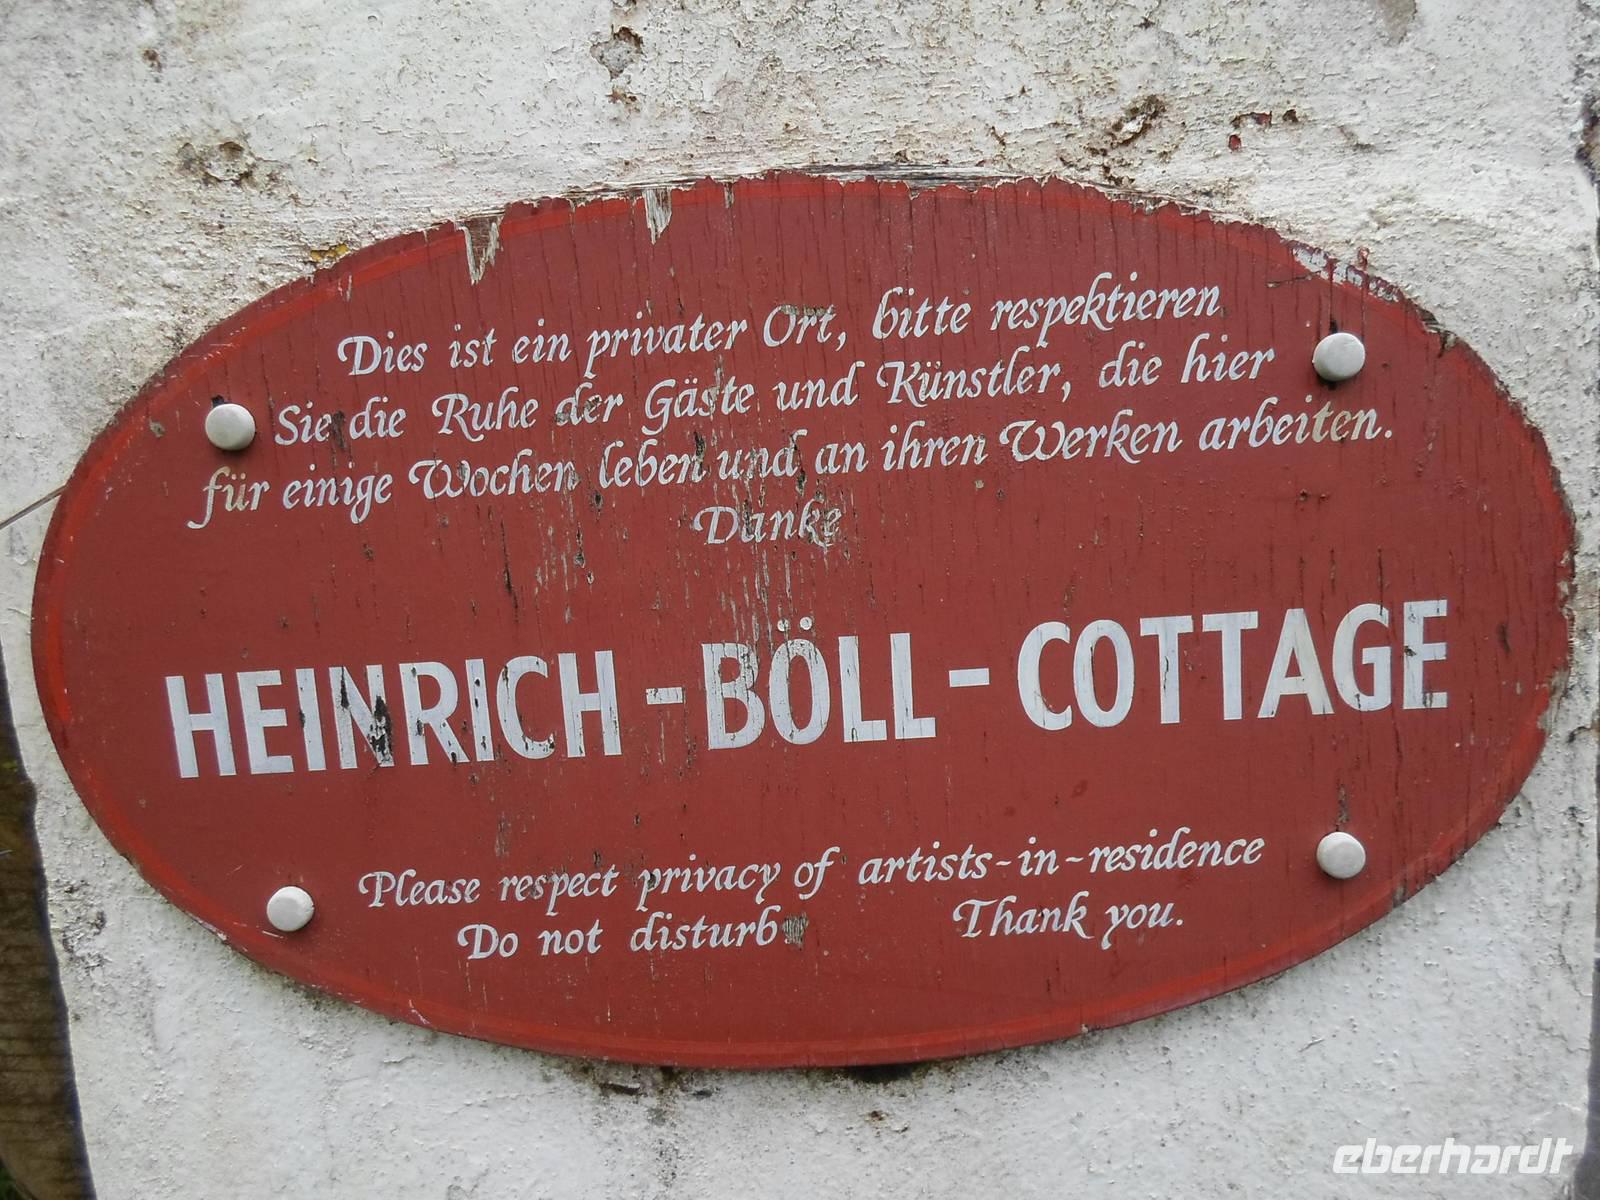 Dies ist ein privater Ort, bitte respektieren
Sie die Ruhe der Gäste und Künstler, die hier
für einige Wochen leben und an ihren Werken arbeiten.
Danke
HEINRICH-BÖLL-COTTAGE
Please respect privacy of artists-in-residence
Do not disturb Thank you.
eberhardt